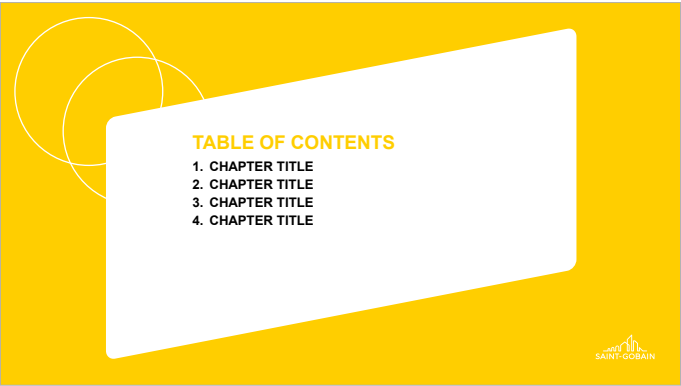 TABLE OF CONTENTS
1. CHAPTER TITLE
2. CHAPTER TITLE
3. CHAPTER TITLE
4. CHAPTER TITLE
SAINT-GOBAIN